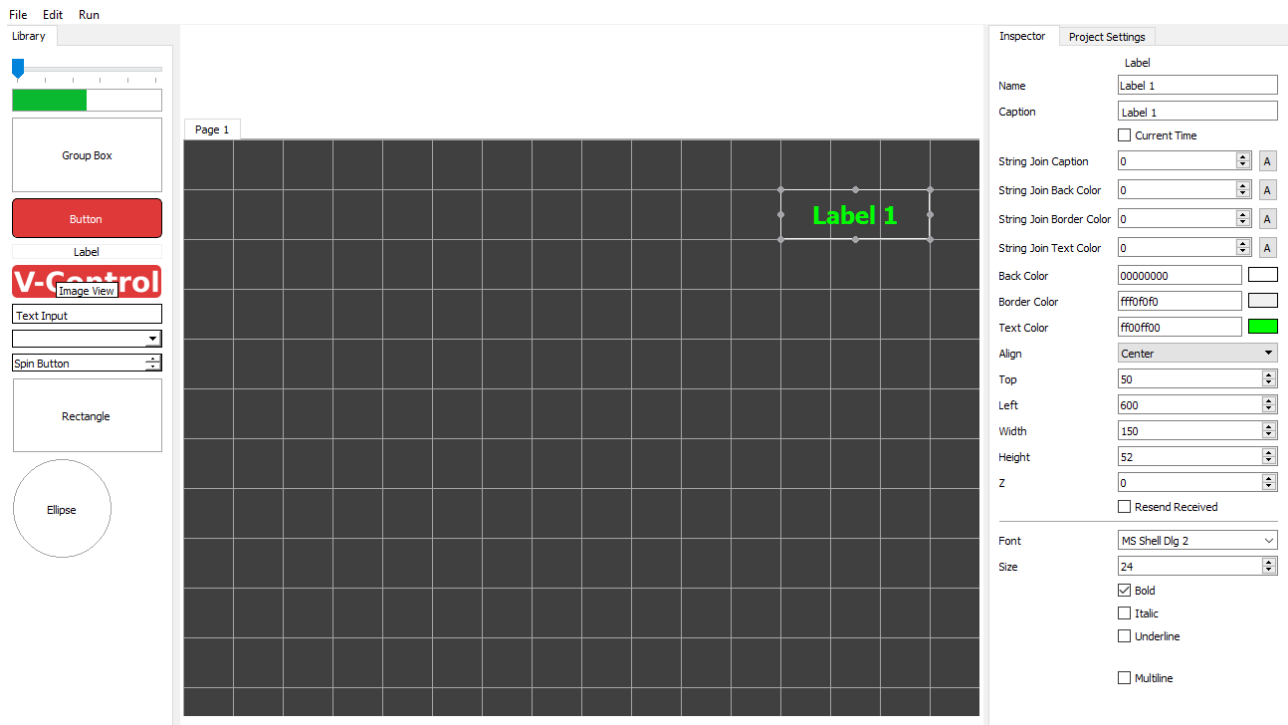 File Edit Run
Library
Group Box
Button
Label
V-Control
Image View
Text Input
Spin Button
Rectangle
Ellipse
Page 1
Label 1
Inspector Project Settings
Label
Name Label 1
Caption Label 1
Current Time
String Join Caption 0 A
String Join Back Color 0 A
String Join Border Color 0 A
String Join Text Color 0 A
Back Color 00000000
Border Color fff0f0f0
Text Color ff00ff00
Align Center
Top 50
Left 600
Width 150
Height 52
Z 0
Resend Received
Font MS Shell Dlg 2
Size 24
Bold
Italic
Underline
Multiline